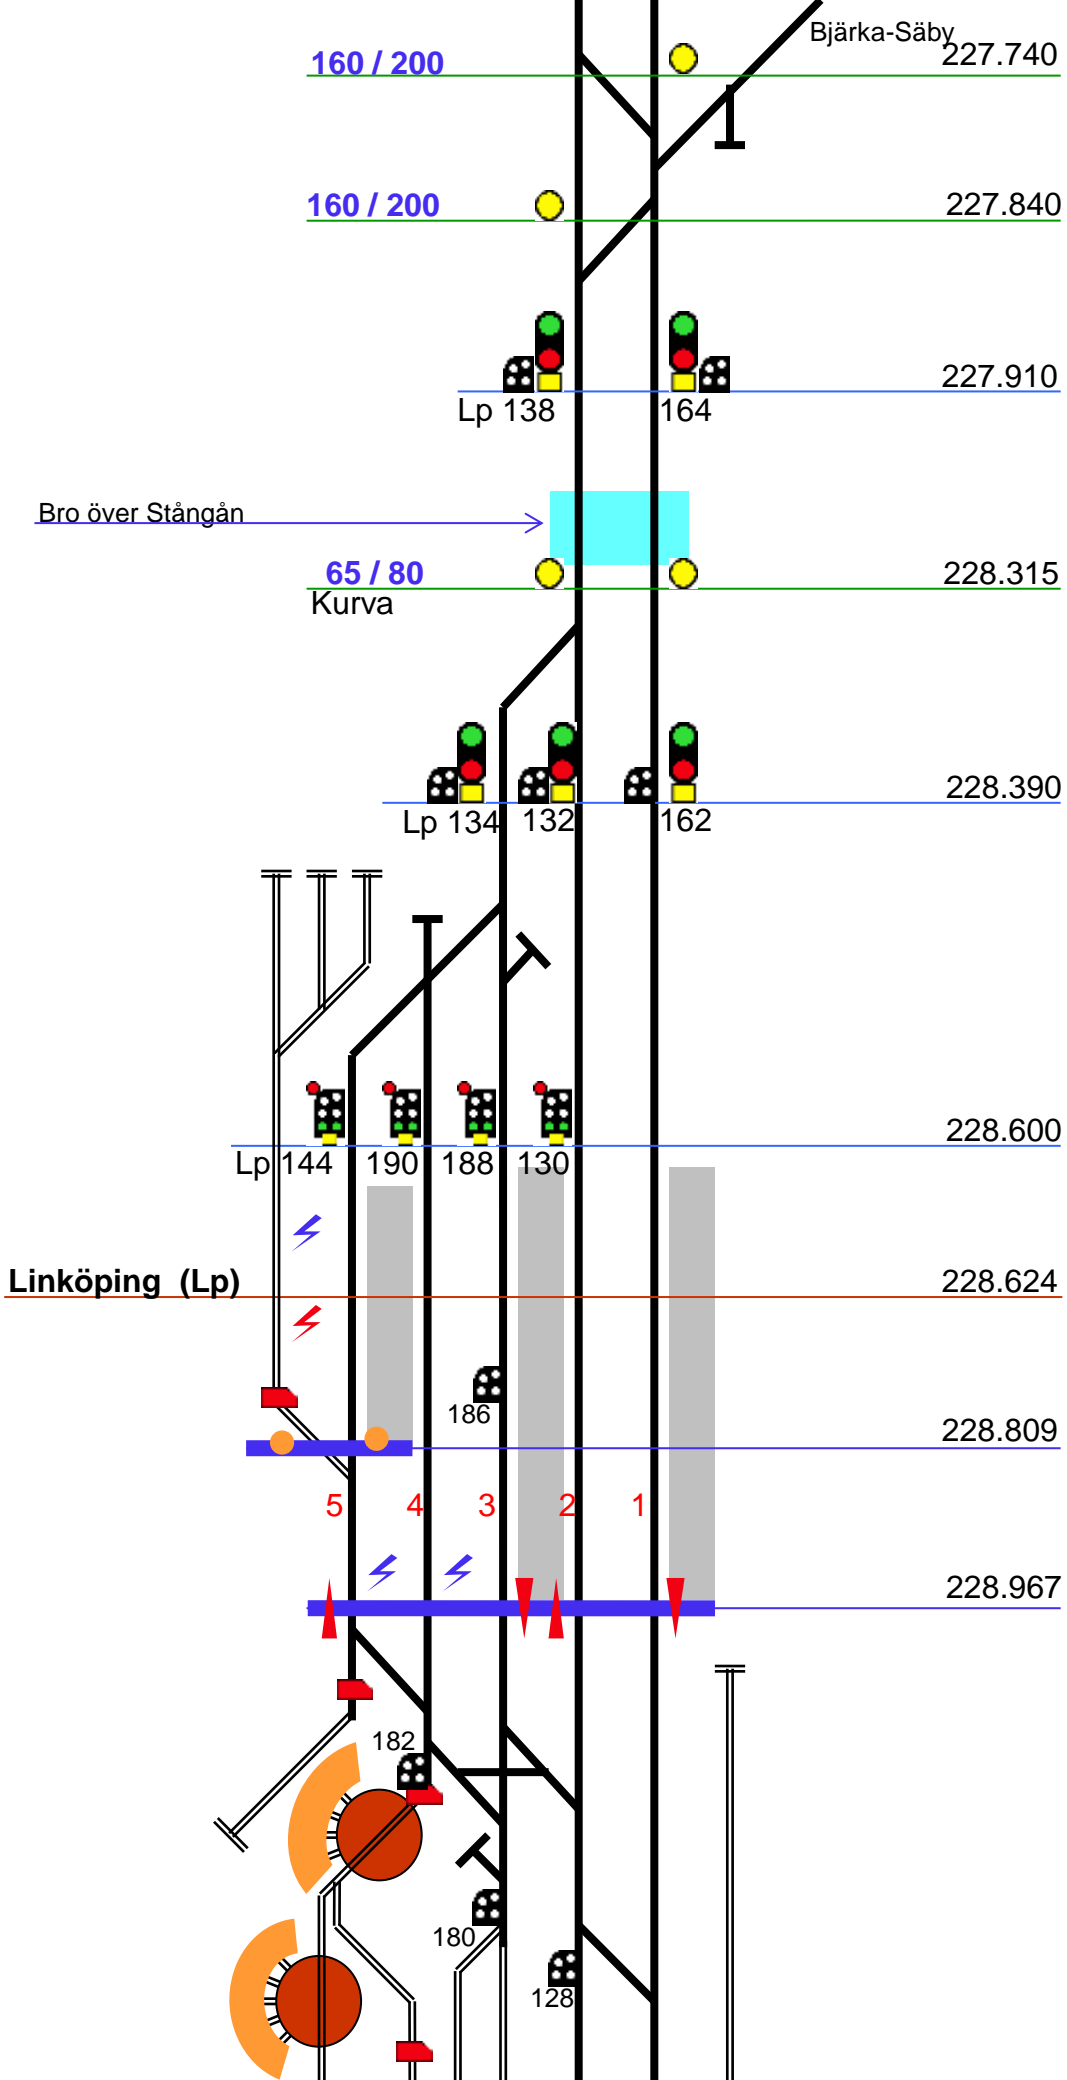 Bjärka-Säby
160 / 200 227.740
160 / 200 227.840
227.910
Lp 138 164
Bro över Stångån
65 / 80 228.315
Kurva
228.390
Lp 134 132 162
228.600
Lp 144 190 188 130
Linköping (Lp) 228.624
186
228.809
5 4 3 2 1
228.967
182
180
128